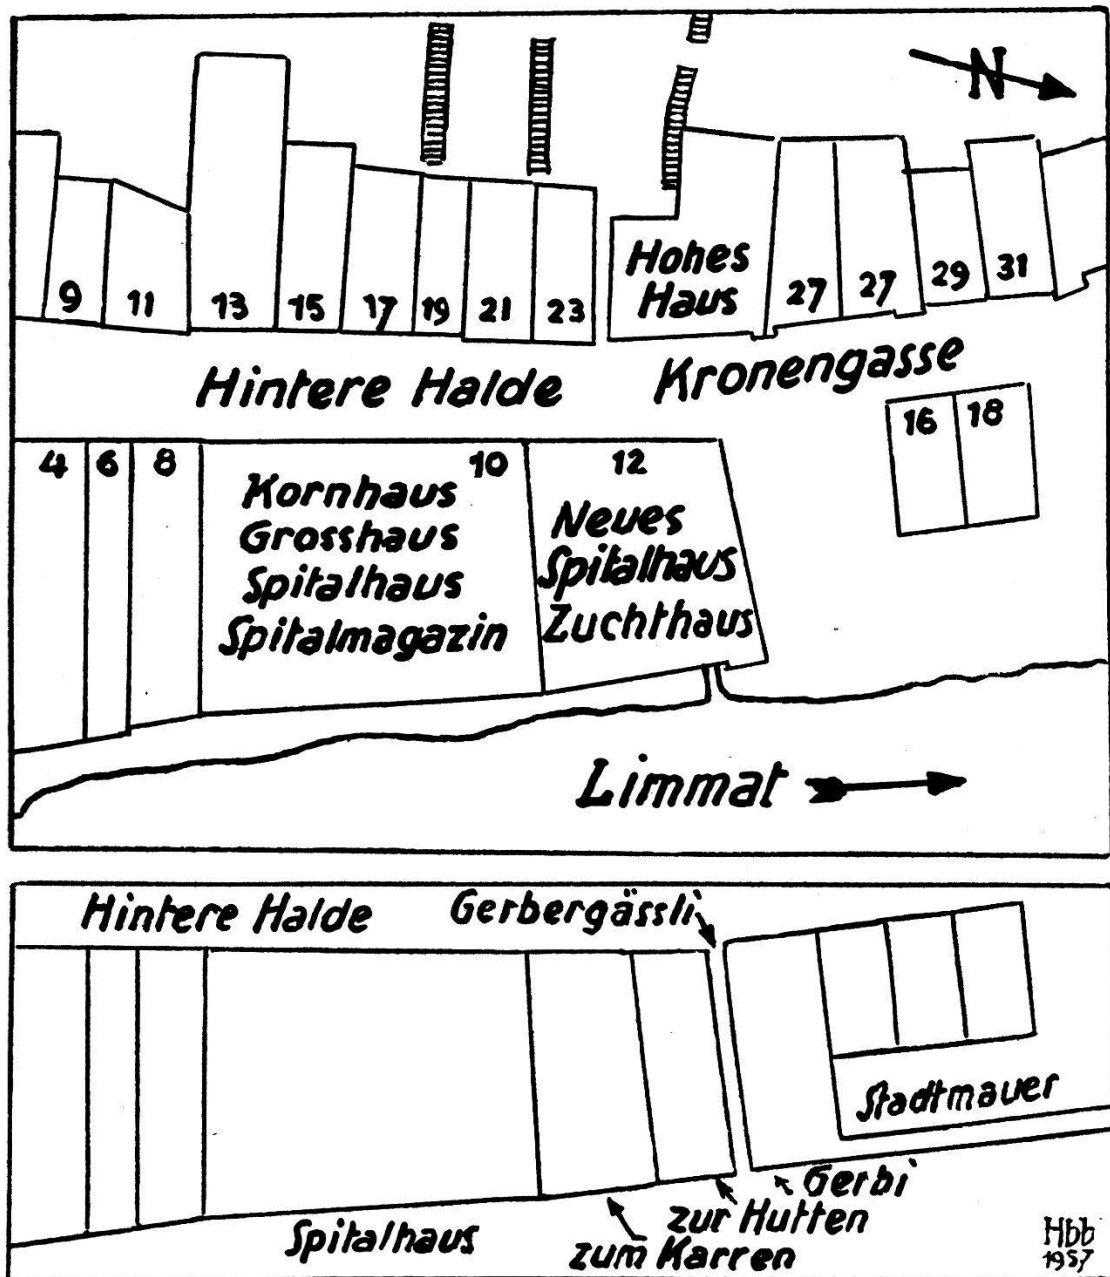 N
9 11 13 15 17 19 21 23
Hohes
Haus
27 27 29 31
Hintere Halde
Kronengasse
16 18
4 6 8 10 12
Kornhaus
Grosshaus
Spitalhaus
Spitalmagazin
Neues
Spitalhaus
Zuchthaus
Limmat
Hintere Halde
Gerbergässli
Stadtmauer
Gerbi
zur Hutten
zum Karren
Spitalhaus
Hbb
1957